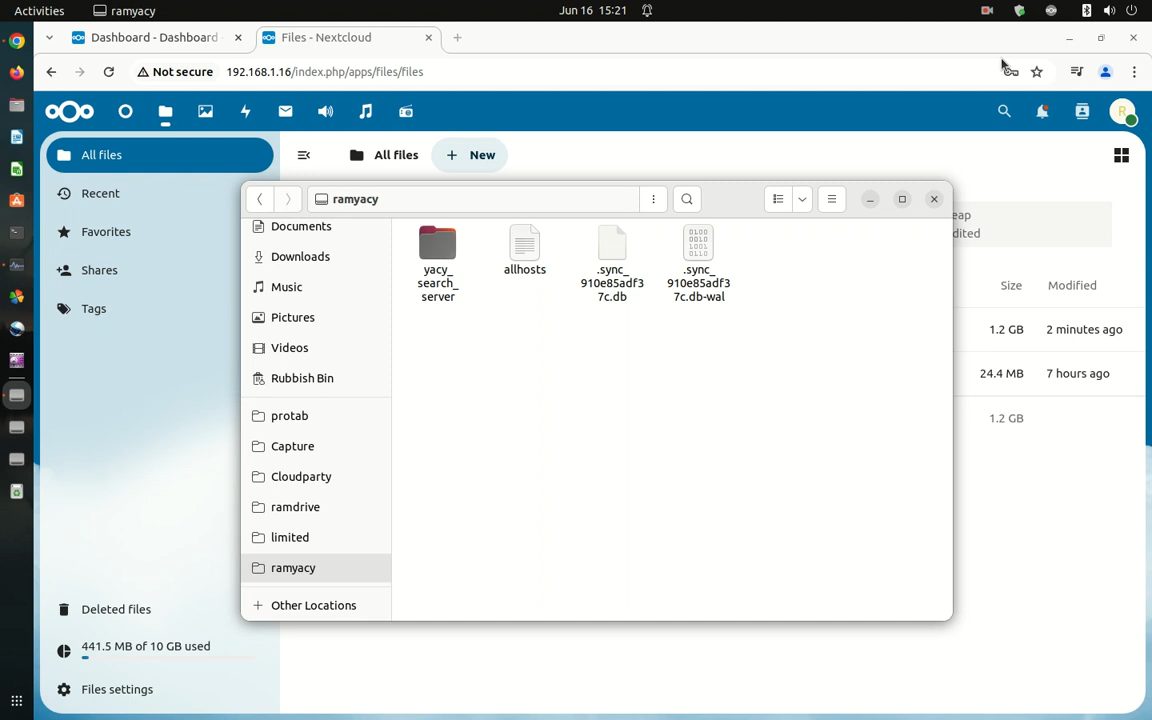 Activities
ramyacy
Jun 16 15:21
Dashboard - Dashboard
Files - Nextcloud
Not secure
192.168.1.16/index.php/apps/files/files
R
All files
All files
New
Recent
Favorites
Shares
Tags
ramyacy
eap
dited
Documents
Downloads
Music
Pictures
Videos
Rubbish Bin
protab
Capture
Cloudparty
ramdrive
limited
ramyacy
Other Locations
yacy_
search_
server
allhosts
.sync_
910e85adf3
7c.db
.sync_
910e85adf3
7c.db-wal
Size
Modified
1.2 GB
2 minutes ago
24.4 MB
7 hours ago
1.2 GB
Deleted files
441.5 MB of 10 GB used
Files settings